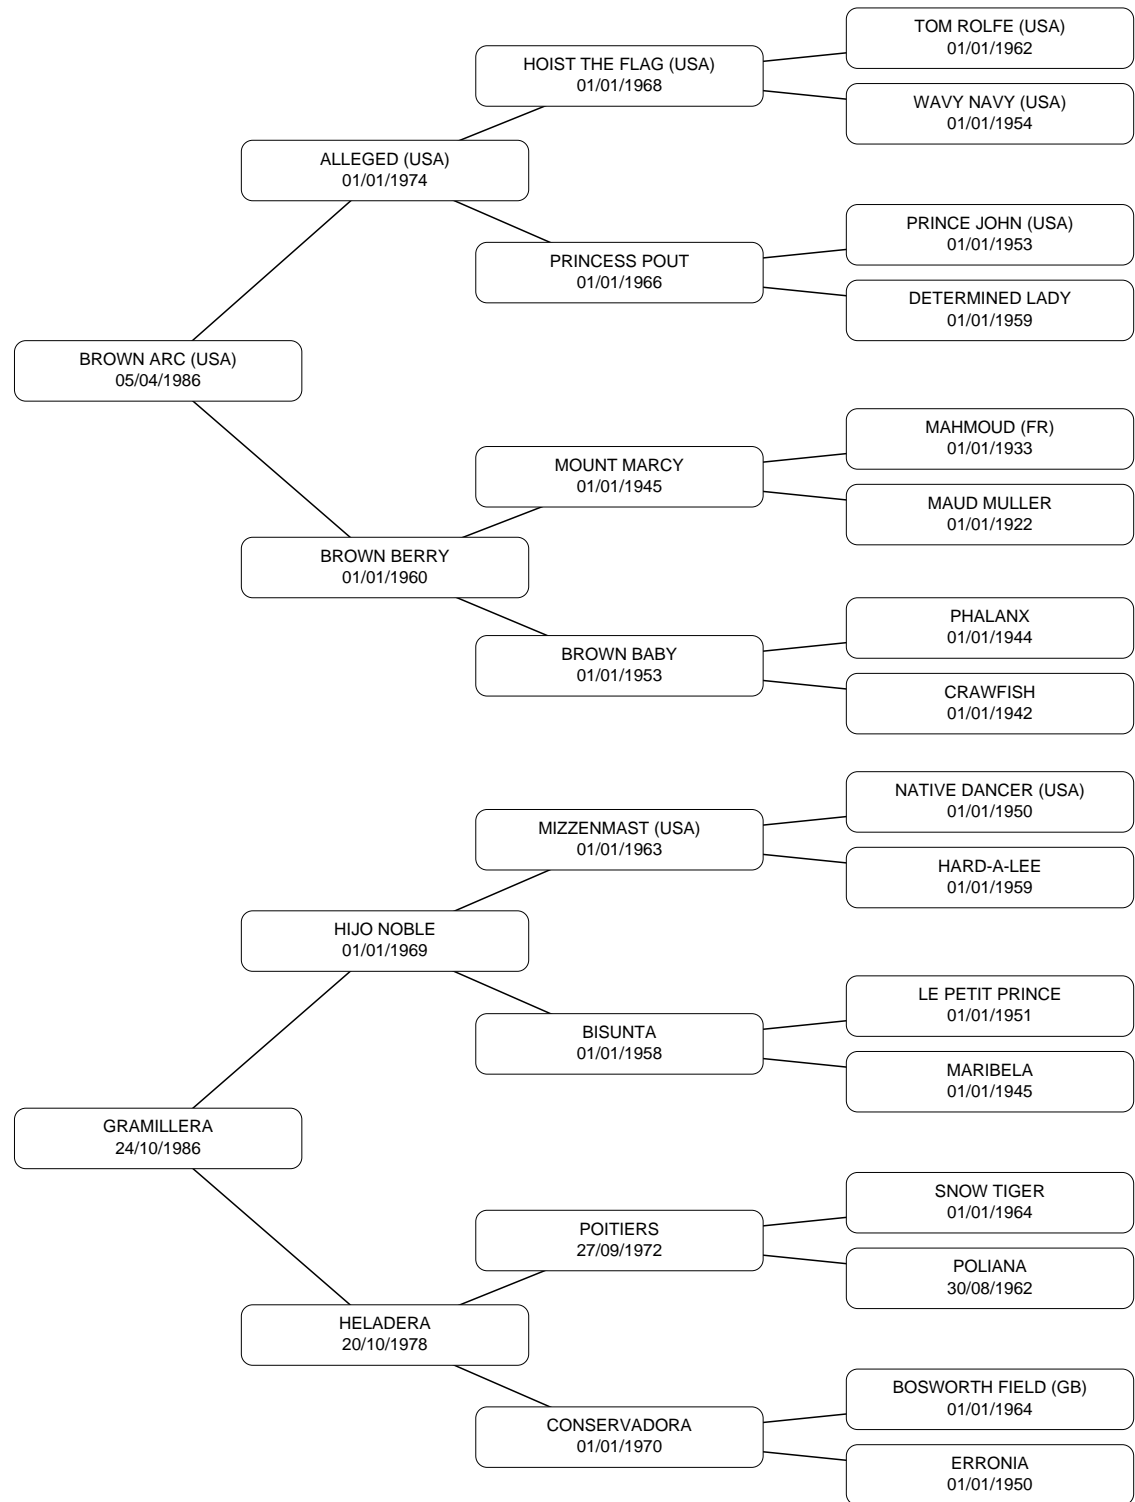 TOM ROLFE (USA)
01/01/1962
HOIST THE FLAG (USA)
01/01/1968
WAVY NAVY (USA)
01/01/1954
ALLEGED (USA)
01/01/1974
PRINCE JOHN (USA)
01/01/1953
PRINCESS POUT
01/01/1966
DETERMINED LADY
01/01/1959
BROWN ARC (USA)
05/04/1986
MAHMOUD (FR)
01/01/1933
MOUNT MARCY
01/01/1945
MAUD MULLER
01/01/1922
BROWN BERRY
01/01/1960
PHALANX
01/01/1944
BROWN BABY
01/01/1953
CRAWFISH
01/01/1942
NATIVE DANCER (USA)
01/01/1950
MIZZENMAST (USA)
01/01/1963
HARD-A-LEE
01/01/1959
HIJO NOBLE
01/01/1969
LE PETIT PRINCE
01/01/1951
BISUNTA
01/01/1958
MARIBELA
01/01/1945
GRAMILLERA
24/10/1986
SNOW TIGER
01/01/1964
POITIERS
27/09/1972
POLIANA
30/08/1962
HELADERA
20/10/1978
BOSWORTH FIELD (GB)
01/01/1964
CONSERVADORA
01/01/1970
ERRONIA
01/01/1950